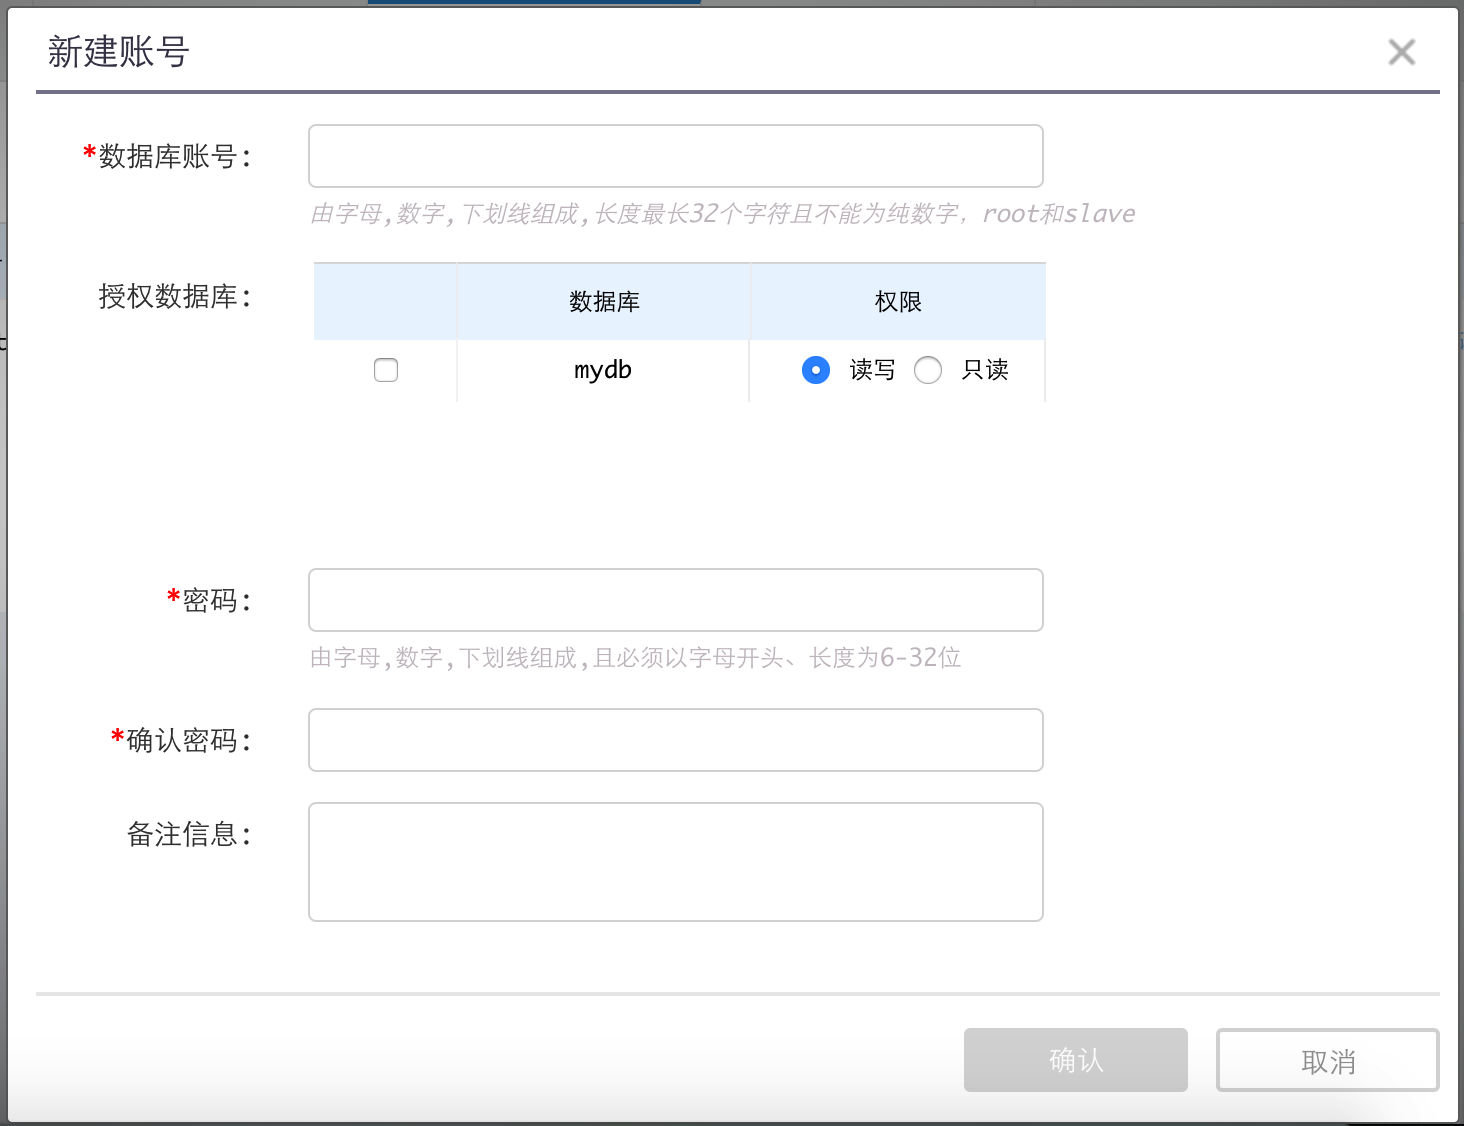 新建账号
*数据库账号:
由字母,数字,下划线组成,长度最长32个字符且不能为纯数字，root和slave
授权数据库:
数据库 权限
mydb 读写 只读
*密码:
由字母,数字,下划线组成,且必须以字母开头、长度为6-32位
*确认密码:
备注信息:
确认 取消